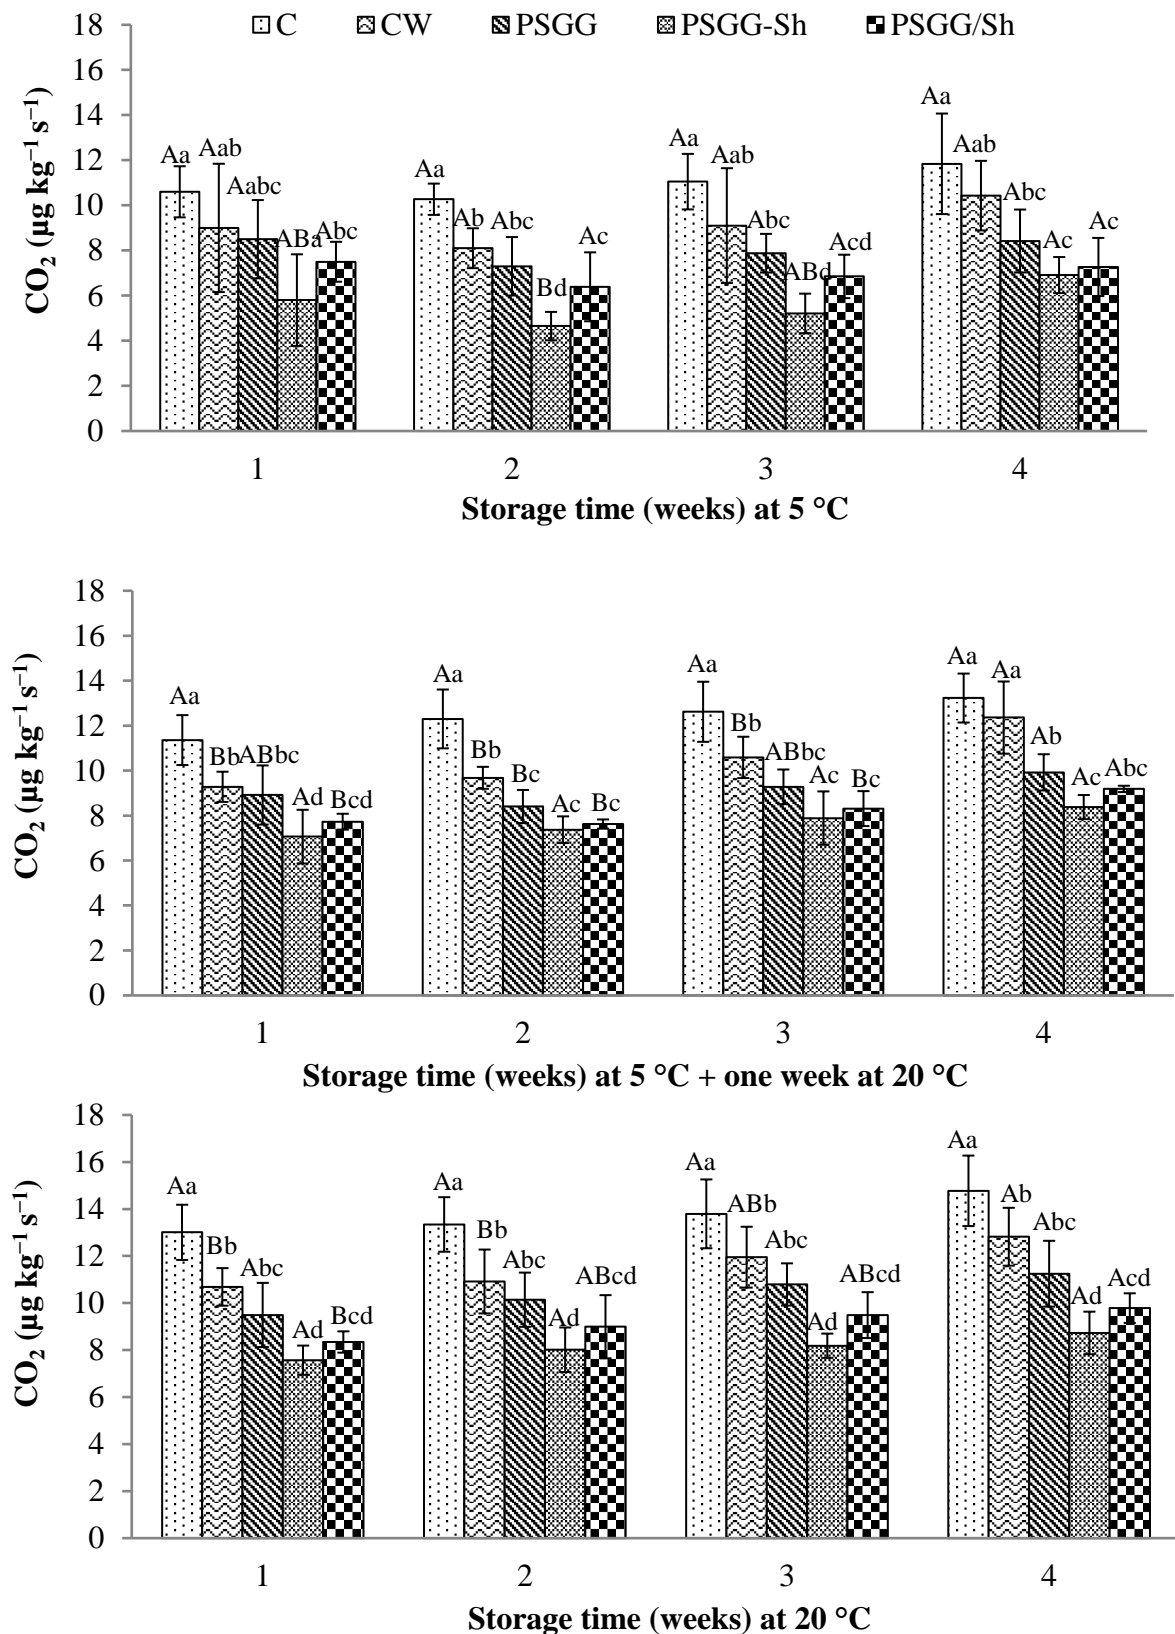 C CW PSGG PSGG-Sh PSGG/Sh
CO₂ (µg kg⁻¹ s⁻¹)
18
16
14
12
10
8
6
4
2
0
Aa Aab Aabc ABa Abc
Aa Ab Abc Bd Ac
Aa Aab Abc ABd Acd
Aa Aab Abc Ac Ac
1 2 3 4
Storage time (weeks) at 5 °C
CO₂ (µg kg⁻¹ s⁻¹)
18
16
14
12
10
8
6
4
2
0
Aa Bb ABbc Ad Bcd
Aa Bb Bc Ac Bc
Aa Bb ABbc Ac Bc
Aa Aa Ab Ac Abc
1 2 3 4
Storage time (weeks) at 5 °C + one week at 20 °C
CO₂ (µg kg⁻¹ s⁻¹)
18
16
14
12
10
8
6
4
2
0
Aa Bb Abc Ad Bcd
Aa Bb Abc Ad ABcd
Aa ABb Abc Ad ABcd
Aa Ab Abc Ad Acd
1 2 3 4
Storage time (weeks) at 20 °C